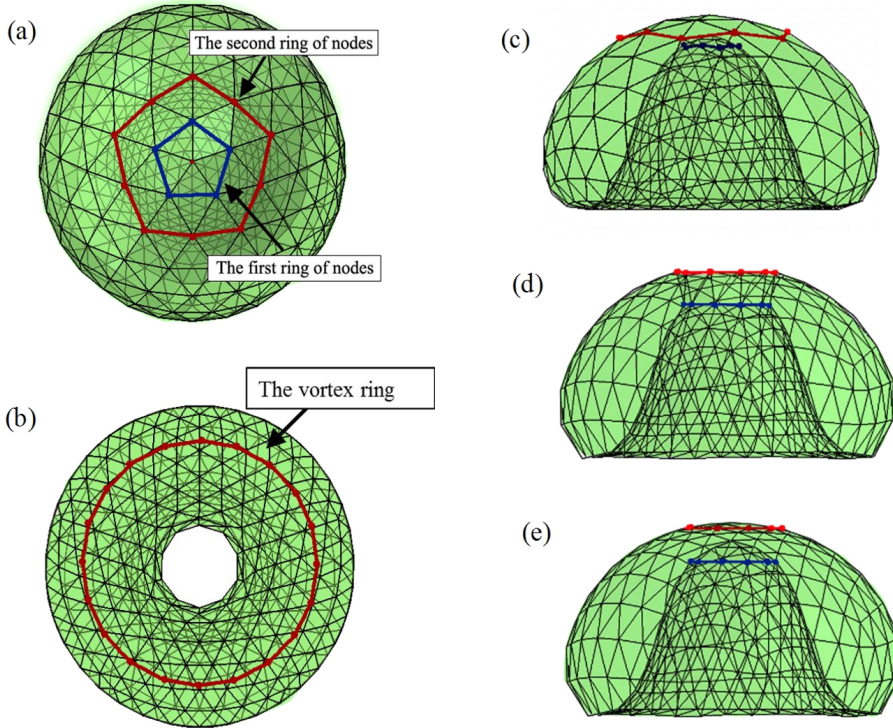 (a)
The second ring of nodes
The first ring of nodes
(b)
The vortex ring
(c)
(d)
(e)